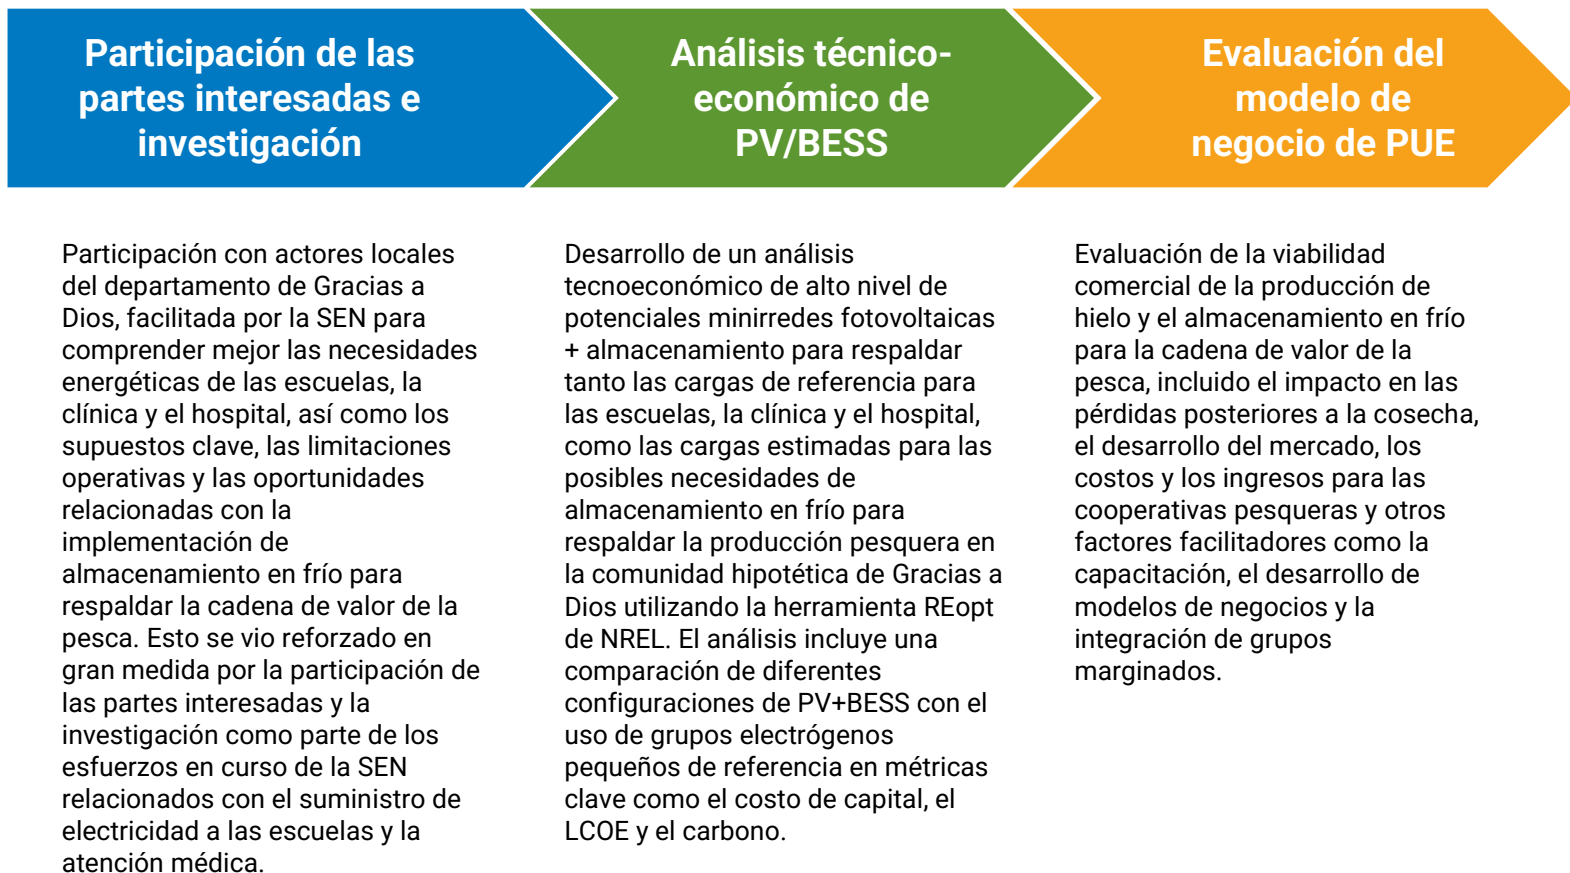 Participación de las
partes interesadas e
investigación
Análisis técnico-
económico de
PV/BESS
Evaluación del
modelo de
negocio de PUE
Participación con actores locales
del departamento de Gracias a
Dios, facilitada por la SEN para
comprender mejor las necesidades
energéticas de las escuelas, la
clínica y el hospital, así como los
supuestos clave, las limitaciones
operativas y las oportunidades
relacionadas con la
implementación de
almacenamiento en frío para
respaldar la cadena de valor de la
pesca. Esto se vio reforzado en
gran medida por la participación de
las partes interesadas y la
investigación como parte de los
esfuerzos en curso de la SEN
relacionados con el suministro de
electricidad a las escuelas y la
atención médica.
Desarrollo de un análisis
tecnoeconómico de alto nivel de
potenciales minirredes fotovoltaicas
+ almacenamiento para respaldar
tanto las cargas de referencia para
las escuelas, la clínica y el hospital,
como las cargas estimadas para las
posibles necesidades de
almacenamiento en frío para
respaldar la producción pesquera en
la comunidad hipotética de Gracias a
Dios utilizando la herramienta REopt
de NREL. El análisis incluye una
comparación de diferentes
configuraciones de PV+BESS con el
uso de grupos electrógenos
pequeños de referencia en métricas
clave como el costo de capital, el
LCOE y el carbono.
Evaluación de la viabilidad
comercial de la producción de
hielo y el almacenamiento en frío
para la cadena de valor de la
pesca, incluido el impacto en las
pérdidas posteriores a la cosecha,
el desarrollo del mercado, los
costos y los ingresos para las
cooperativas pesqueras y otros
factores facilitadores como la
capacitación, el desarrollo de
modelos de negocios y la
integración de grupos
marginados.